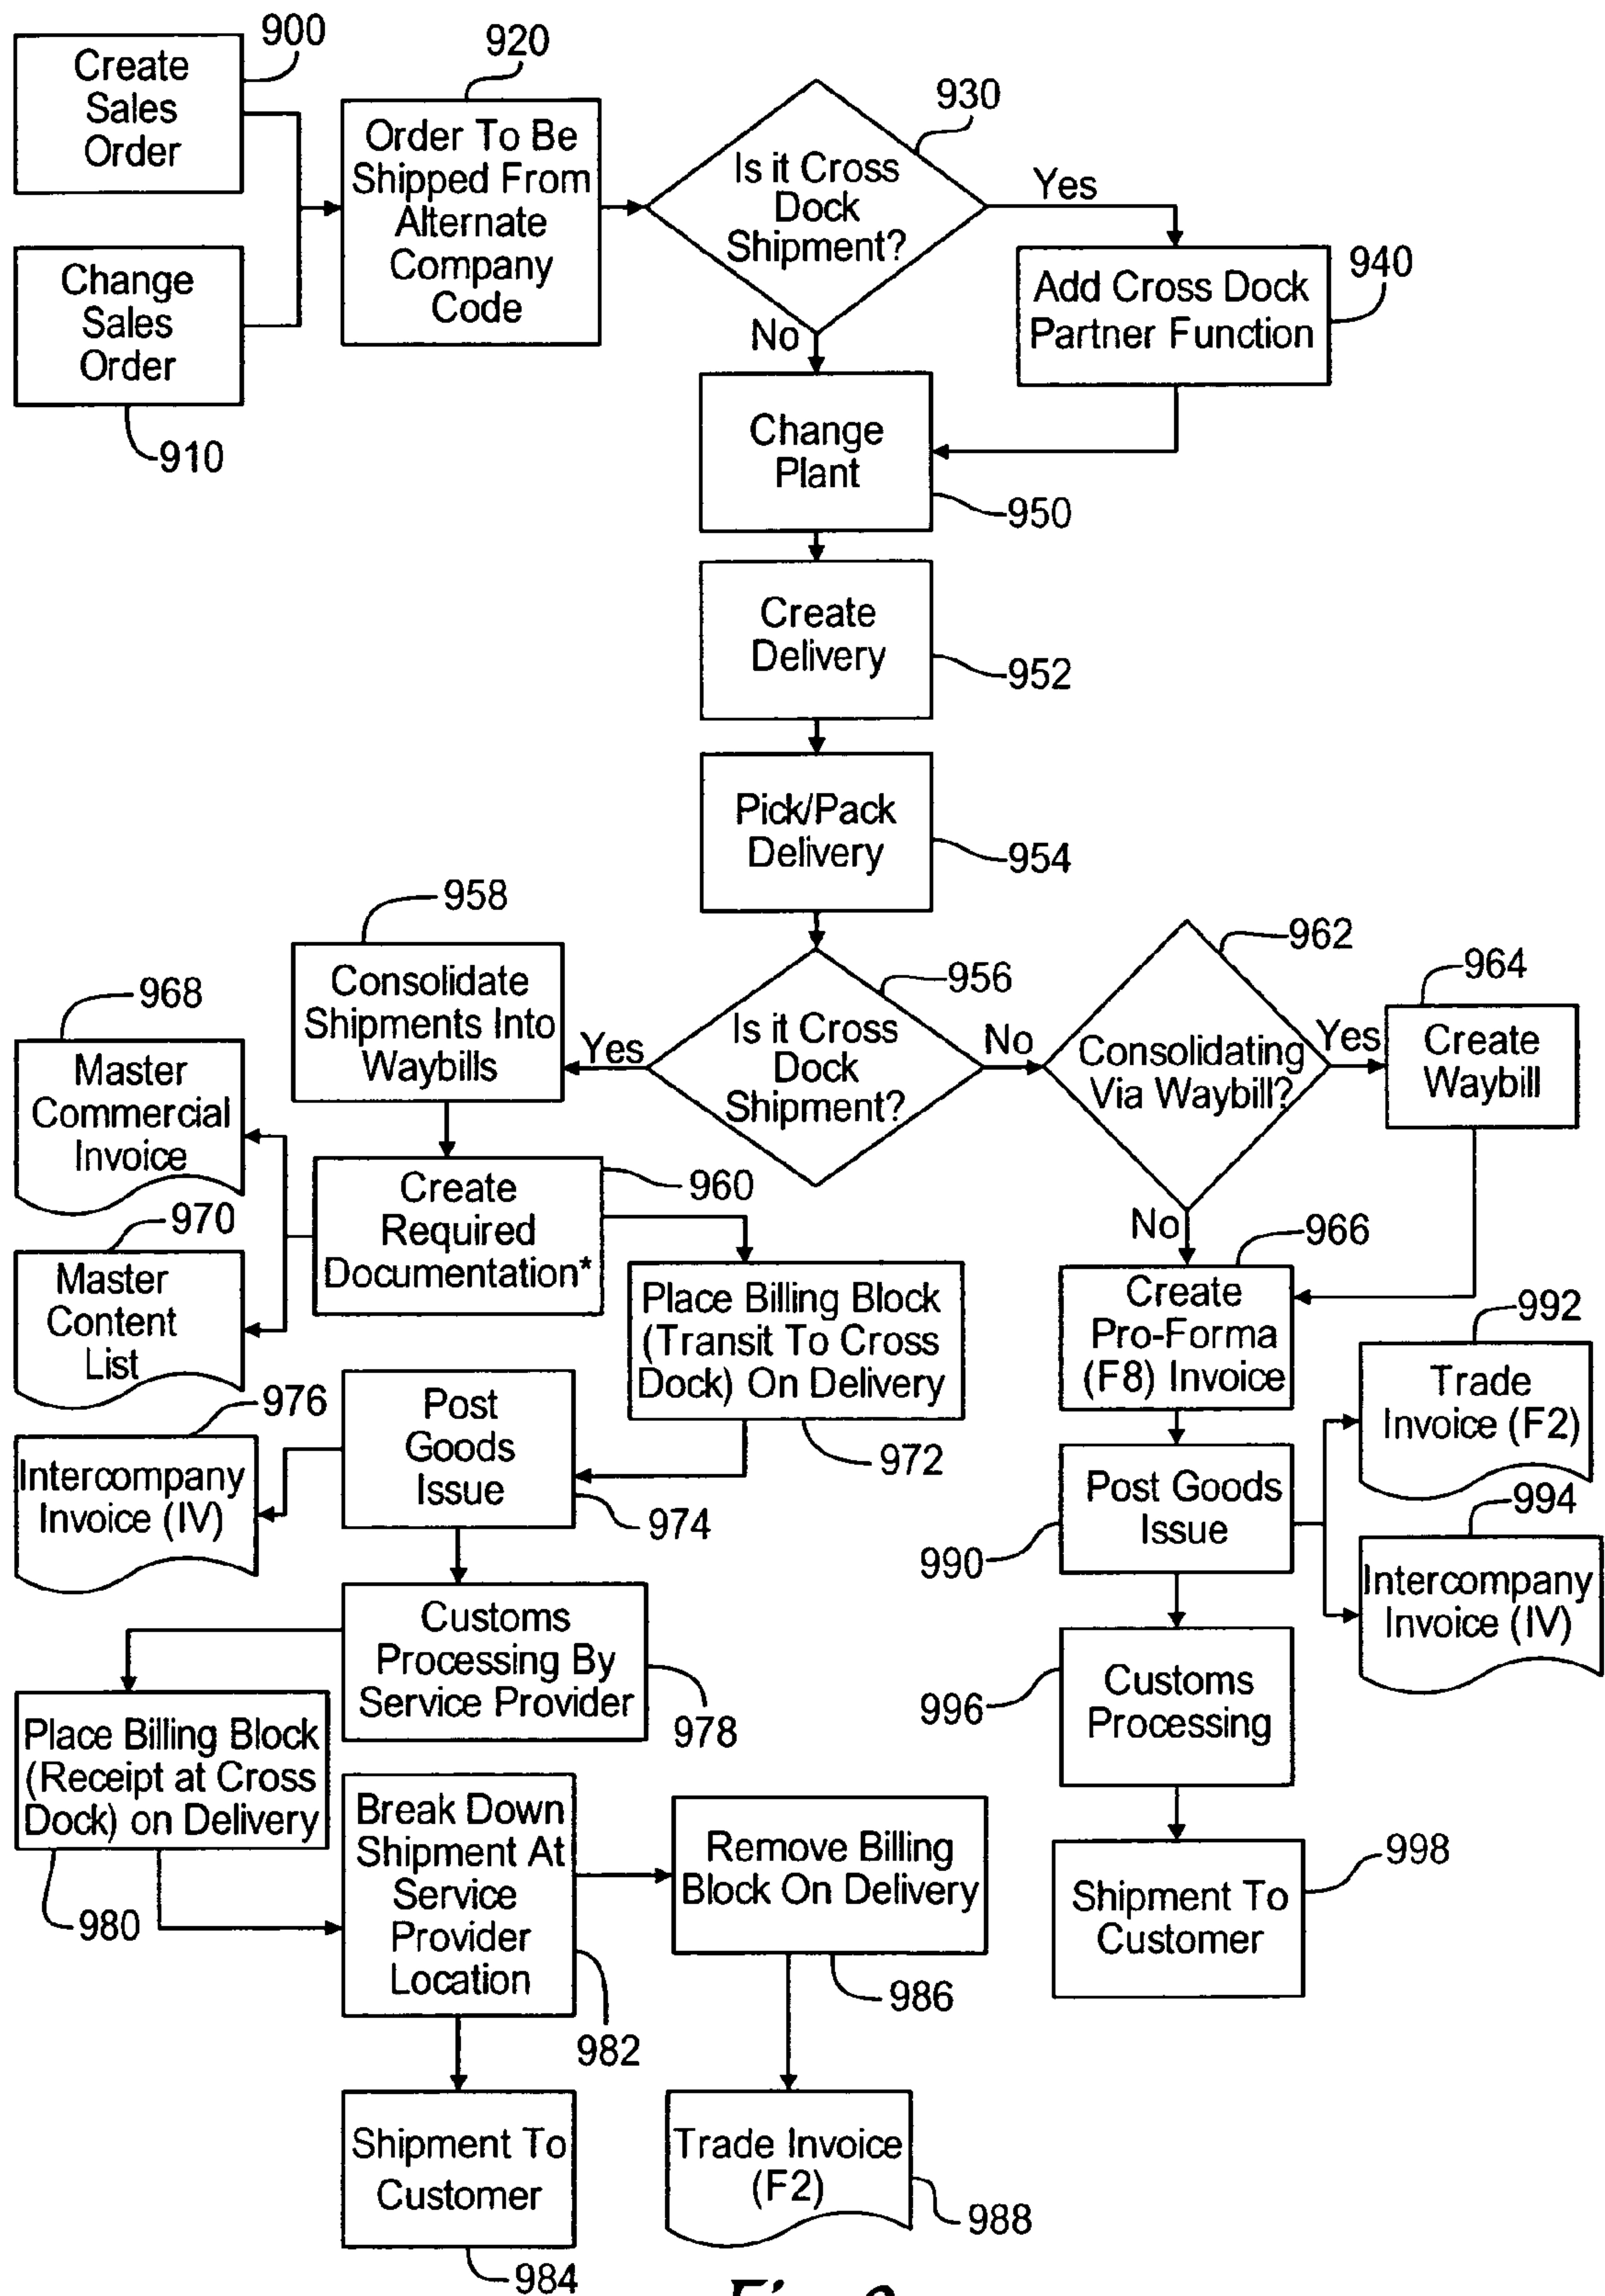 900
Create
Sales
Order
920
Order To Be
Shipped From
Alternate
Company
Code
930
Is it Cross
Dock
Shipment?
Yes
No
940
Add Cross Dock
Partner Function
Change
Sales
Order
910
Change
Plant
950
Create
Delivery
952
Pick/Pack
Delivery
954
958
Consolidate
Shipments Into
Waybills
956
Is it Cross
Dock
Shipment?
Yes
No
962
Consolidating
Via Waybill?
Yes
No
964
Create
Waybill
968
Master
Commercial
Invoice
960
Create
Required
Documentation*
970
Master
Content
List
Place Billing Block
(Transit To Cross
Dock) On Delivery
972
966
Create
Pro-Forma
(F8) Invoice
992
Trade
Invoice (F2)
976
Intercompany
Invoice (IV)
Post
Goods
Issue
974
Post Goods
Issue
990
994
Intercompany
Invoice (IV)
Customs
Processing By
Service Provider
978
Customs
Processing
996
Place Billing Block
(Receipt at Cross
Dock) on Delivery
980
Break Down
Shipment At
Service
Provider
Location
982
Remove Billing
Block On Delivery
986
Shipment To
Customer
998
Shipment To
Customer
984
Trade Invoice
(F2)
988